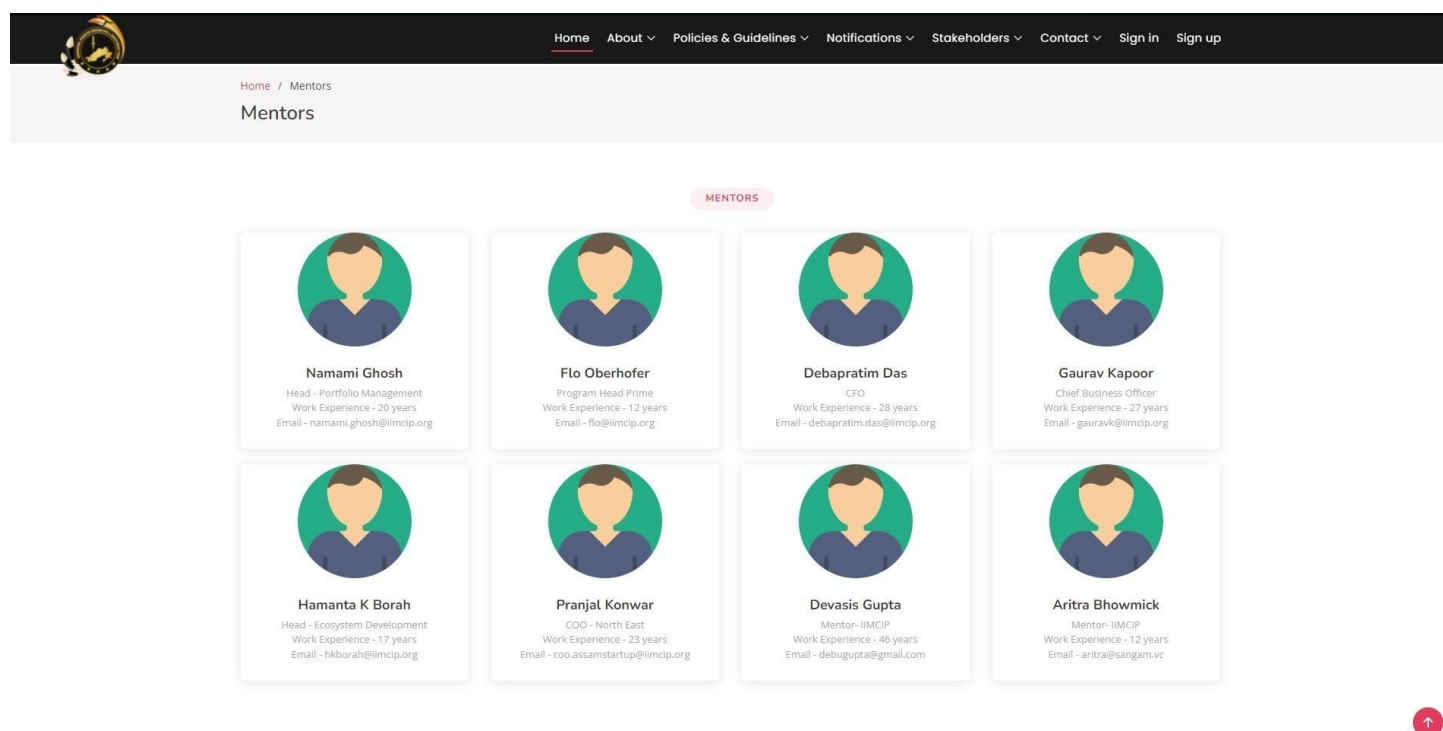 Home About Policies & Guidelines Notifications Stakeholders Contact Sign in Sign up
Home / Mentors
Mentors
MENTORS
Namami Ghosh
Head - Portfolio Management
Work Experience - 20 years
Email - namami.ghosh@iimcip.org
Flo Oberhofer
Program Head Prime
Work Experience - 12 years
Email - flo@iimcip.org
Debapratim Das
CFO
Work Experience - 28 years
Email - debapratim.das@iimcip.org
Gaurav Kapoor
Chief Business Officer
Work Experience - 27 years
Email - gauravk@iimcip.org
Hamanta K Borah
Head - Ecosystem Development
Work Experience - 17 years
Email - hkborah@iimcip.org
Pranjal Konwar
COO - North East
Work Experience - 23 years
Email - coo.assamstartup@iimcip.org
Devasis Gupta
Mentor- IIMCIP
Work Experience - 46 years
Email - debugupta@gmail.com
Aritra Bhowmick
Mentor- IIMCIP
Work Experience - 12 years
Email - aritra@sangam.vc